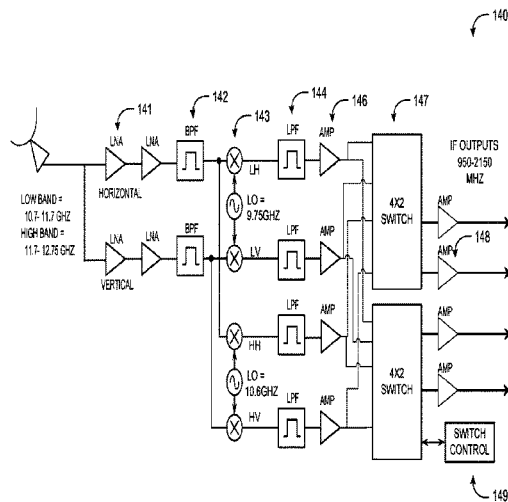 140
141
142
143
144
146
147
LNA
LNA
BPF
LPF
AMP
HORIZONTAL
LH
LOW BAND =
10.7- 11.7 GHZ
HIGH BAND =
11.7- 12.75 GHZ
LO =
9.75GHZ
4X2
SWITCH
IF OUTPUTS
950-2150
MHZ
AMP
LNA
LNA
BPF
LPF
AMP
VERTICAL
LV
AMP
148
LPF
AMP
HH
AMP
LO =
10.6GHZ
4X2
SWITCH
AMP
LPF
AMP
HV
SWITCH
CONTROL
149